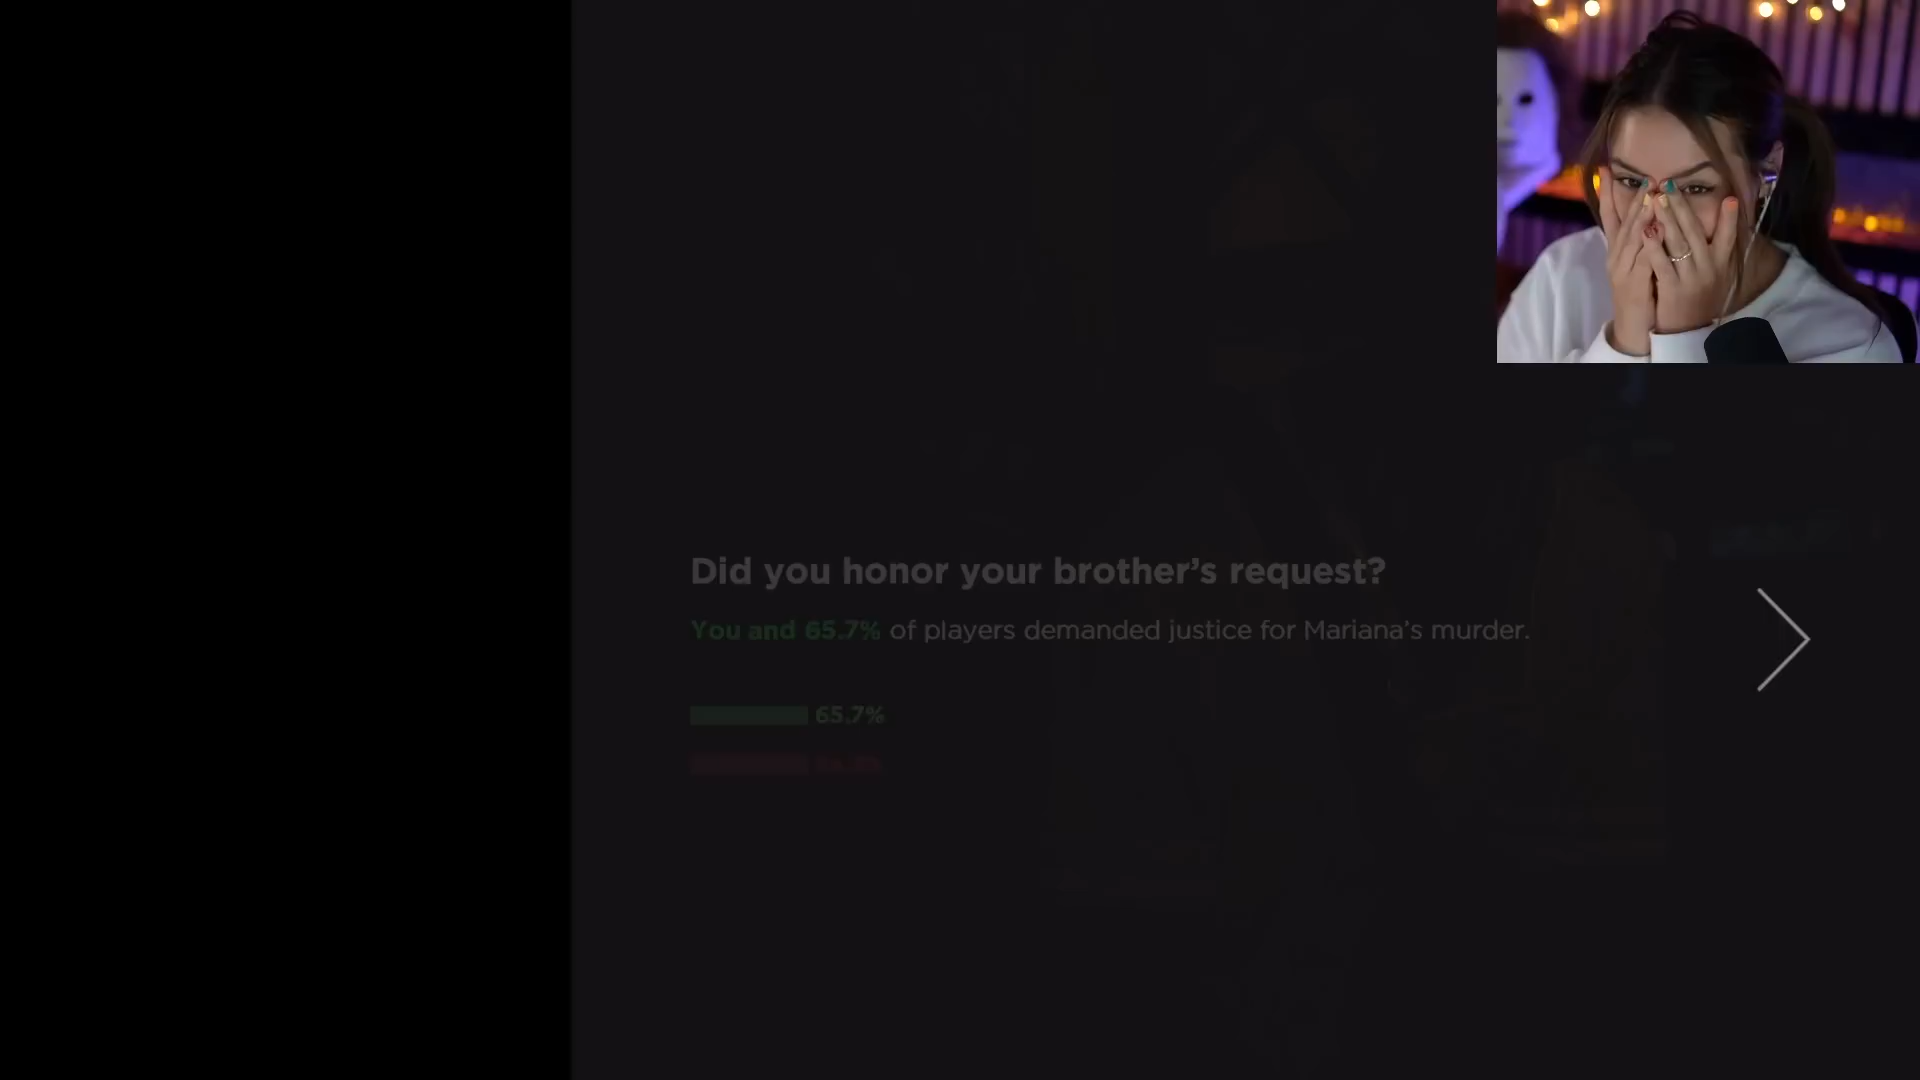 Did you honor your brother’s request?
You and 65.7% of players demanded justice for Mariana’s murder.
65.7%